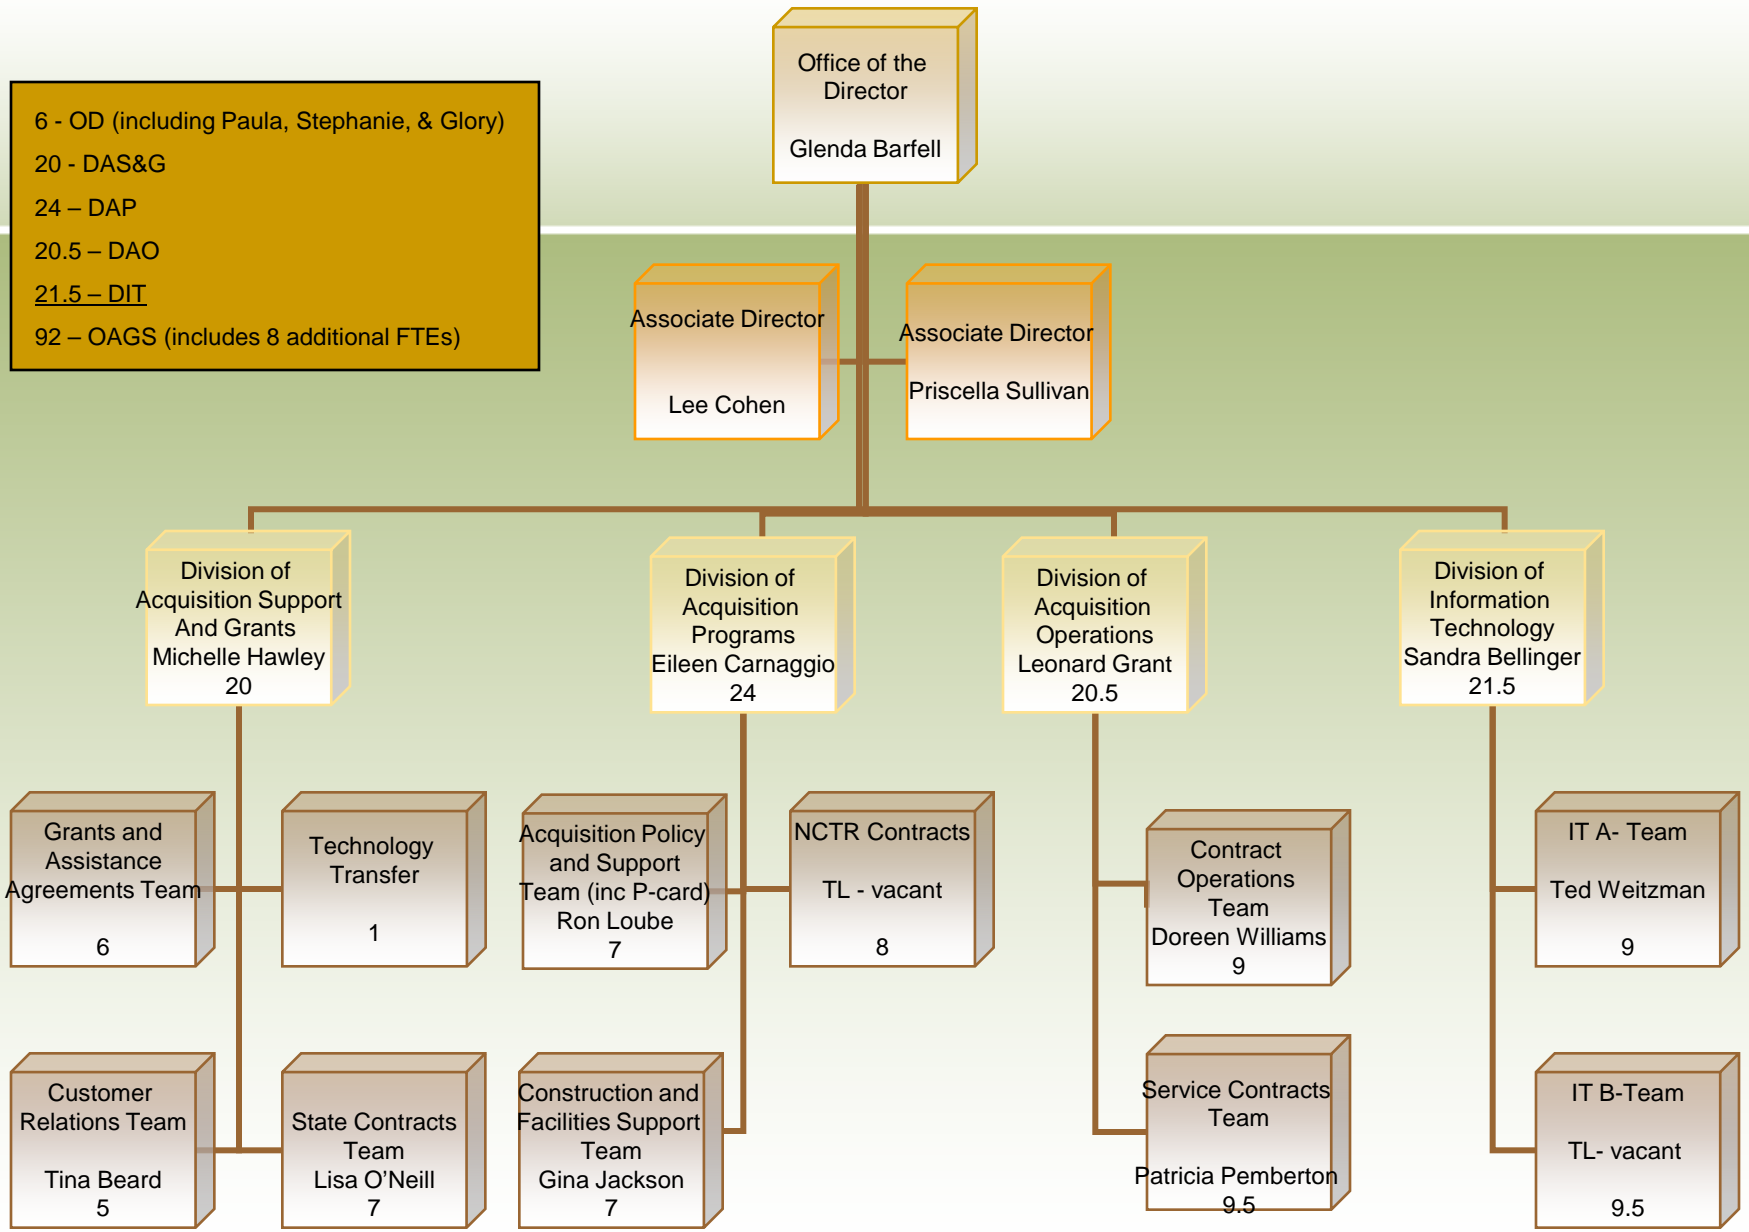 Office of the
Director
Glenda Barfell
6 - OD (including Paula, Stephanie, & Glory)
20 - DAS&G
24 – DAP
20.5 – DAO
21.5 – DIT
92 – OAGS (includes 8 additional FTEs)
Associate Director
Lee Cohen
Associate Director
Priscella Sullivan
Division of
Acquisition Support
And Grants
Michelle Hawley
20
Division of
Acquisition
Programs
Eileen Carnaggio
24
Division of
Acquisition
Operations
Leonard Grant
20.5
Division of
Information
Technology
Sandra Bellinger
21.5
Grants and
Assistance
Agreements Team
6
Technology
Transfer
1
Acquisition Policy
and Support
Team (inc P-card)
Ron Loube
7
NCTR Contracts
TL - vacant
8
Contract
Operations
Team
Doreen Williams
9
IT A- Team
Ted Weitzman
9
Customer
Relations Team
Tina Beard
5
State Contracts
Team
Lisa O’Neill
7
Construction and
Facilities Support
Team
Gina Jackson
7
Service Contracts
Team
Patricia Pemberton
9.5
IT B-Team
TL- vacant
9.5